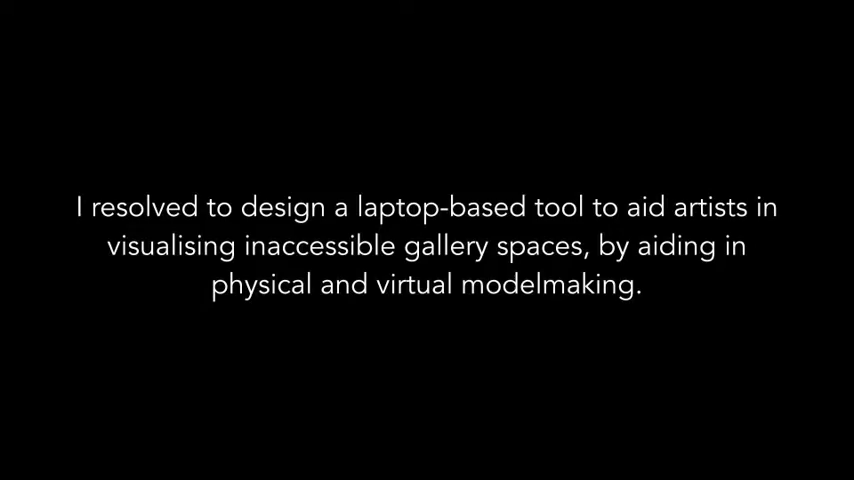 I resolved to design a laptop-based tool to aid artists in
visualising inaccessible gallery spaces, by aiding in
physical and virtual modelmaking.